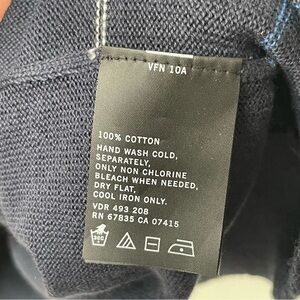 VFN 10A
100% COTTON
HAND WASH COLD,
SEPARATELY,
ONLY NON CHLORINE
BLEACH WHEN NEEDED,
DRY FLAT,
COOL IRON ONLY.
VDR 493 208
RN 67835 CA 07415